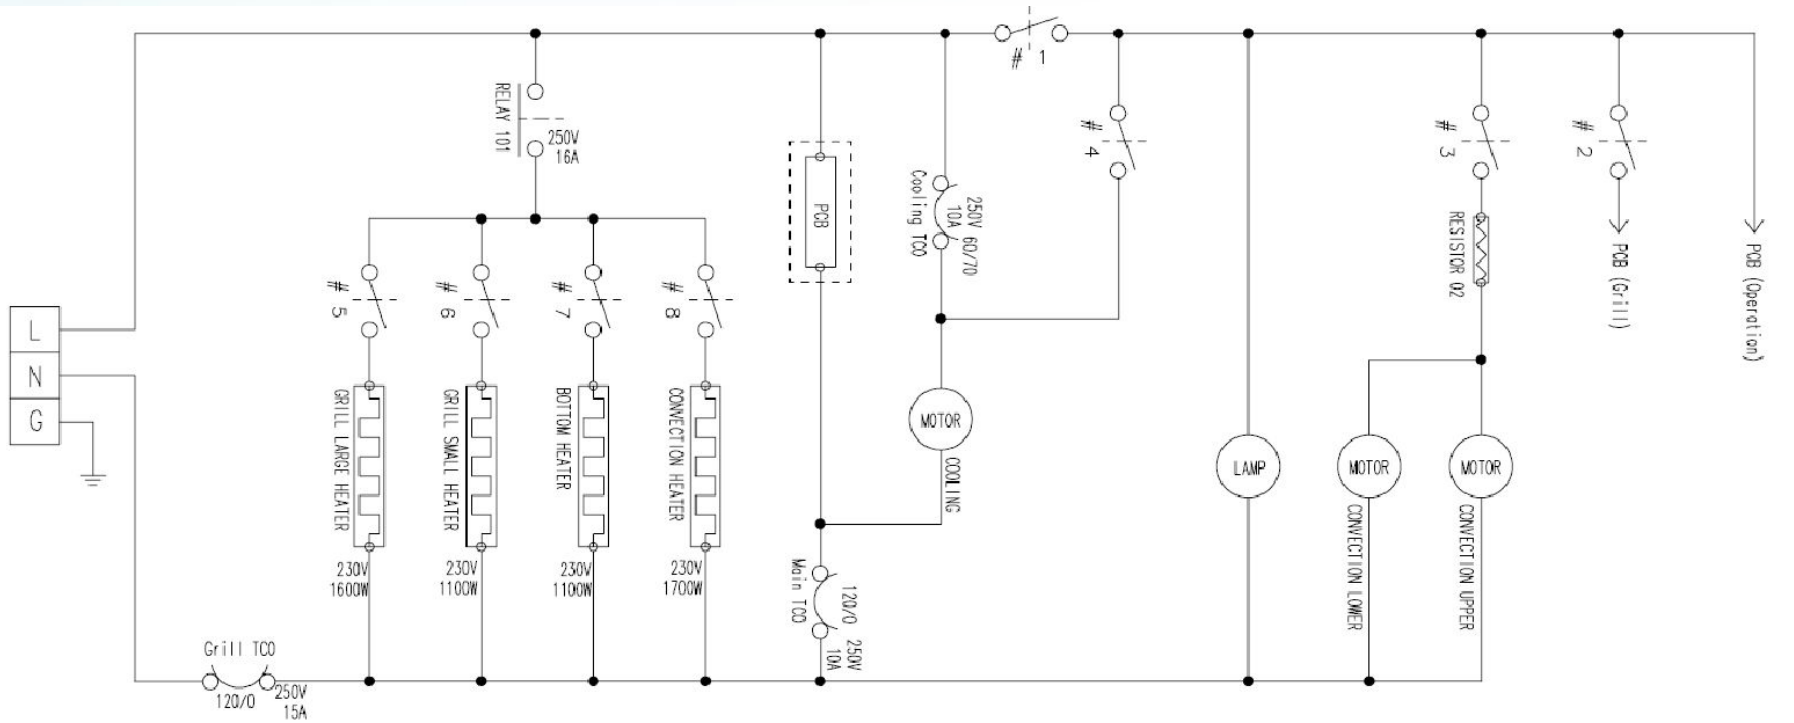 # 1
RELAY 101
250V
16A
# 4
# 3
# 2
PCB
Cooling TCO
250V 60/70
10A
RESISTOR 02
PCB (Grill)
PCB (Operation)
# 5
# 6
# 7
# 8
L
N
G
GRILL LARGE HEATER
GRILL SMALL HEATER
BOTTOM HEATER
CONVECTION HEATER
MOTOR
COOLING
LAMP
MOTOR
MOTOR
CONVECTION LOWER
CONVECTION UPPER
230V
1600W
230V
1100W
230V
1100W
230V
1700W
Main TCO
120/0 250V
10A
Grill TCO
120/0
250V
15A